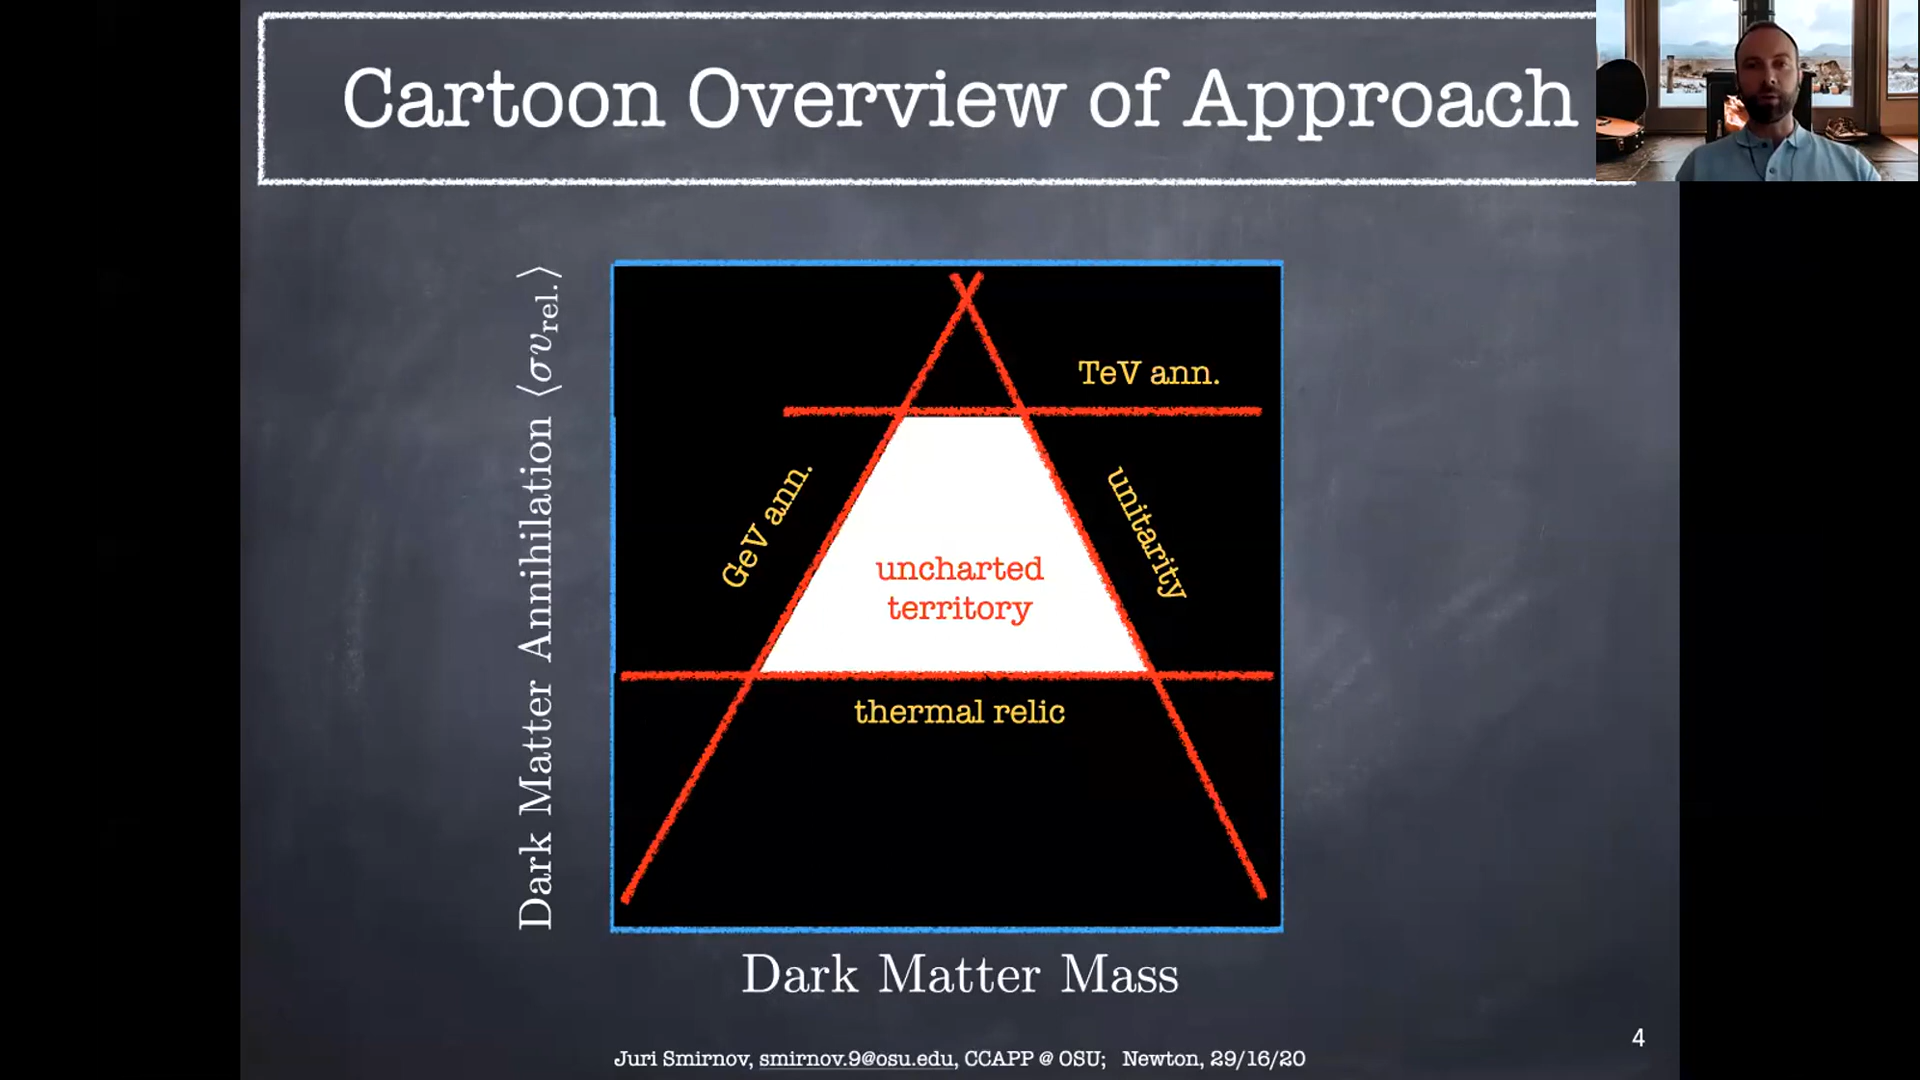 Cartoon Overview of Approach
Dark Matter Annihilation ⟨σv_rel.⟩
TeV ann.
GeV ann.
unitarity
uncharted
territory
thermal relic
Dark Matter Mass
4
Juri Smirnov, smirnov.9@osu.edu, CCAPP @ OSU; Newton, 29/16/20